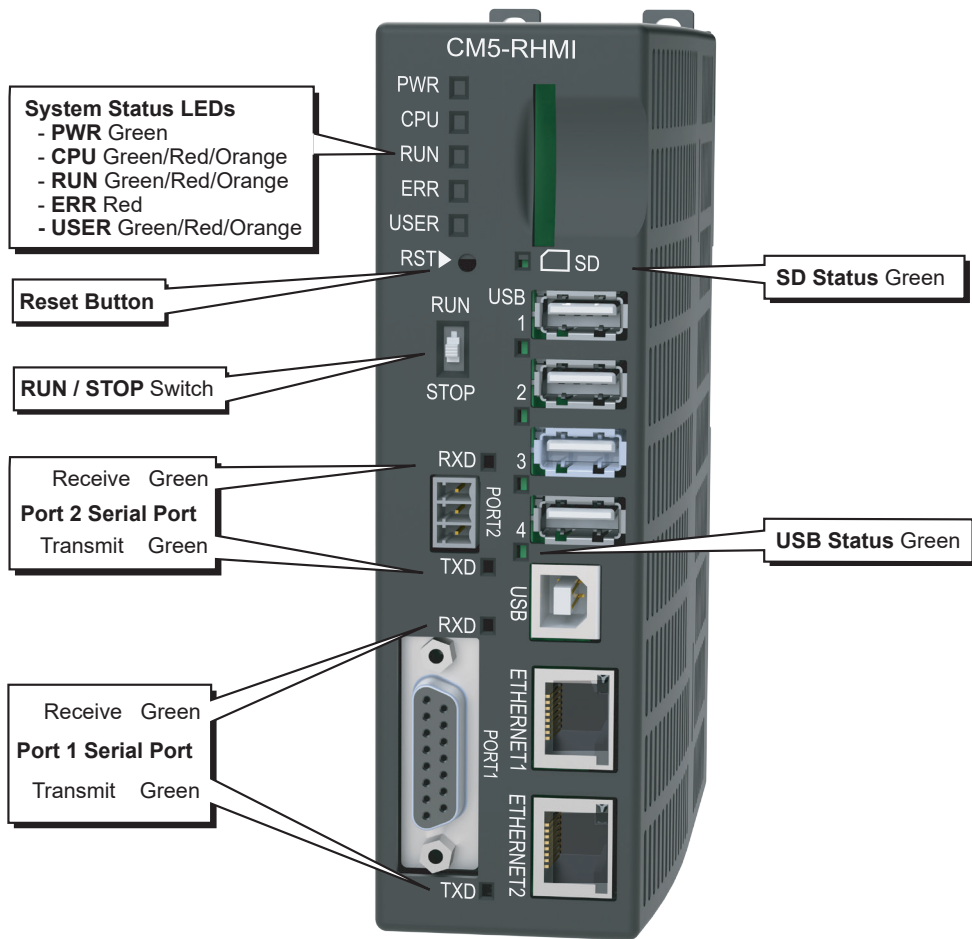 CM5-RHMI
PWR
CPU
RUN
ERR
USER
RST
SD
USB
1
2
3
4
RUN
STOP
RXD
PORT2
TXD
USB
RXD
PORT1
TXD
ETHERNET1
ETHERNET2
System Status LEDs
- PWR Green
- CPU Green/Red/Orange
- RUN Green/Red/Orange
- ERR Red
- USER Green/Red/Orange
Reset Button
RUN / STOP Switch
Receive Green
Port 2 Serial Port
Transmit Green
Receive Green
Port 1 Serial Port
Transmit Green
SD Status Green
USB Status Green